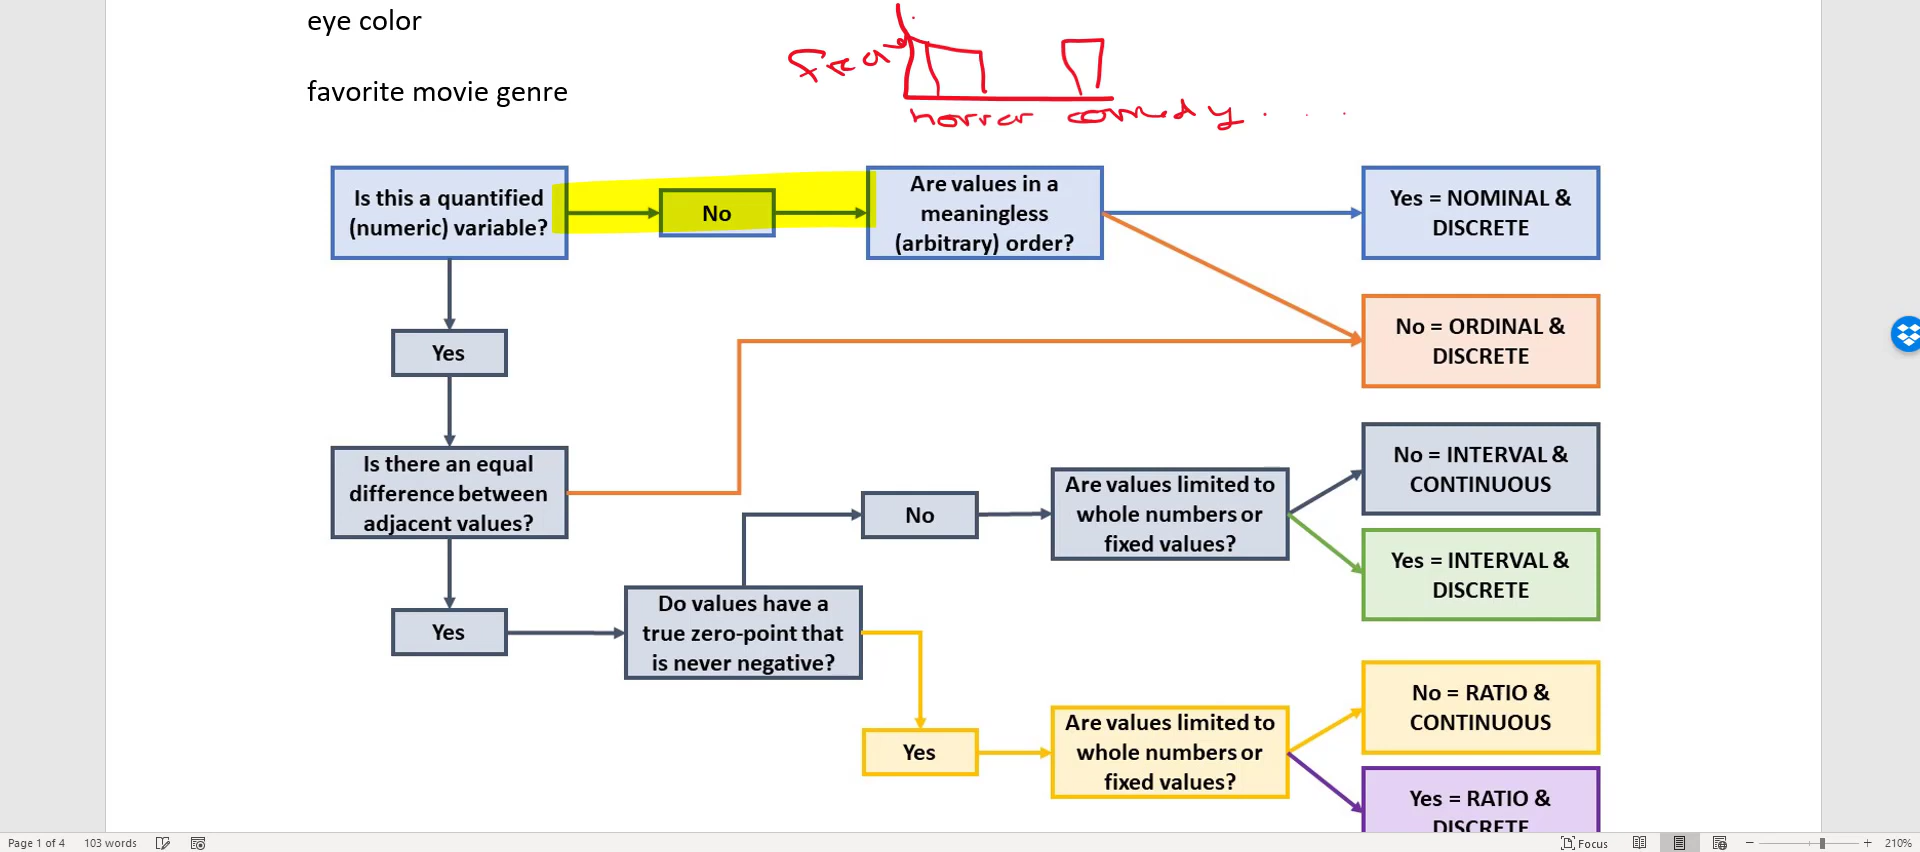 eye color
favorite movie genre
horror comedy . . . .
Is this a quantified
(numeric) variable?
No
Are values in a
meaningless
(arbitrary) order?
Yes = NOMINAL &
DISCRETE
Yes
No = ORDINAL &
DISCRETE
Is there an equal
difference between
adjacent values?
No
Are values limited to
whole numbers or
fixed values?
No = INTERVAL &
CONTINUOUS
Yes = INTERVAL &
DISCRETE
Yes
Do values have a
true zero-point that
is never negative?
Yes
Are values limited to
whole numbers or
fixed values?
No = RATIO &
CONTINUOUS
Yes = RATIO &
DISCRETE
Page 1 of 4 103 words Focus 210%